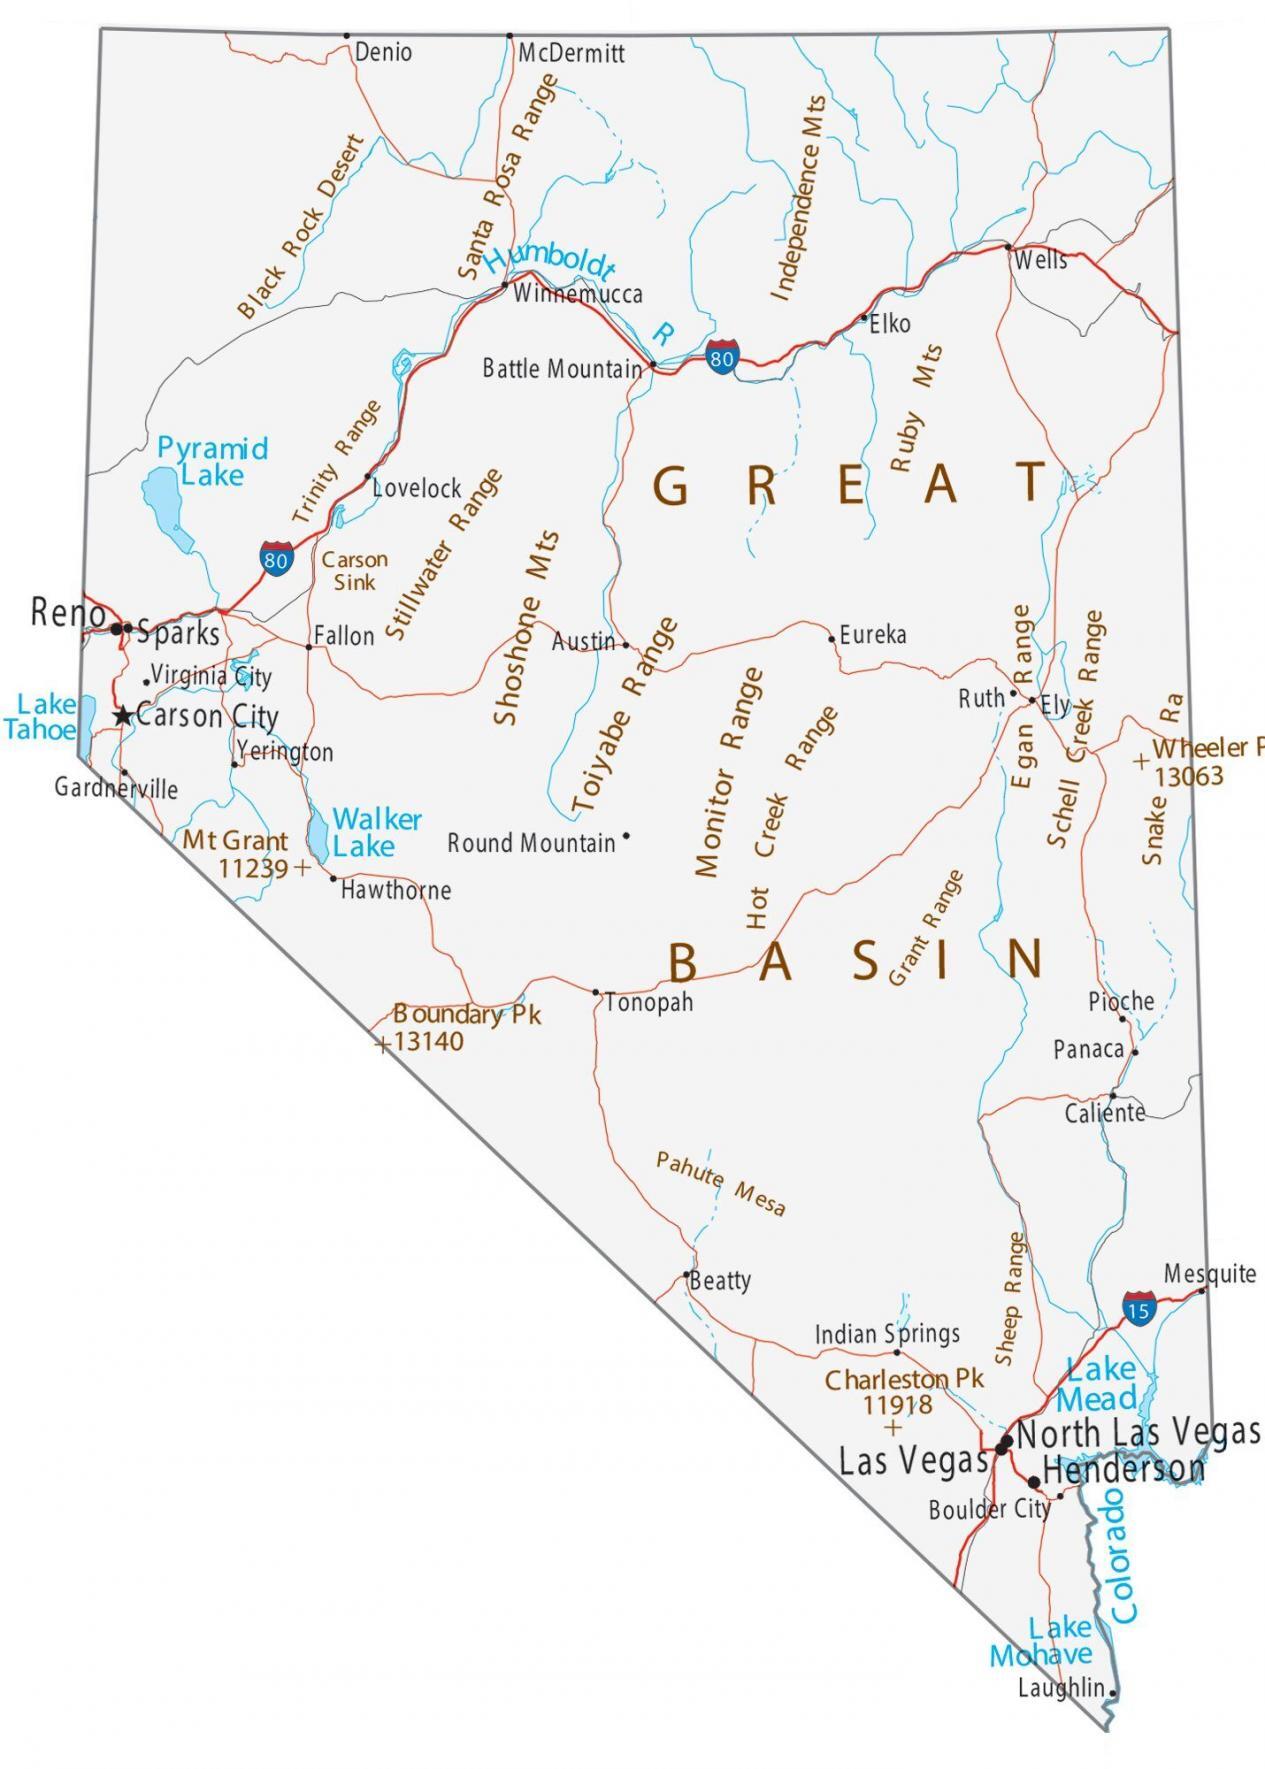 Denio
McDermitt
Black Rock Desert
Santa Rosa Range
Independence Mts
Humboldt
R
Winnemucca
Wells
Elko
Battle Mountain
80
Ruby Mts
Pyramid
Lake
Trinity Range
Lovelock
Stillwater Range
GREAT
80
Carson
Sink
Shoshone Mts
Reno
Sparks
Fallon
Austin
Eureka
Toiyabe Range
Monitor Range
Hot Creek Range
Virginia City
Lake
Tahoe
Carson City
Yerington
Gardnerville
Ruth
Ely
Egan Range
Schell Creek Range
Snake Ra
Wheeler P
13063
Walker
Lake
Mt Grant
11239
Round Mountain
Hawthorne
Grant Range
BASIN
Tonopah
Boundary Pk
13140
Pioche
Panaca
Caliente
Pahute Mesa
Beatty
Sheep Range
Mesquite
15
Indian Springs
Charleston Pk
11918
Lake
Mead
North Las Vegas
Las Vegas
Henderson
Boulder City
Colorado
Lake
Mohave
Laughlin